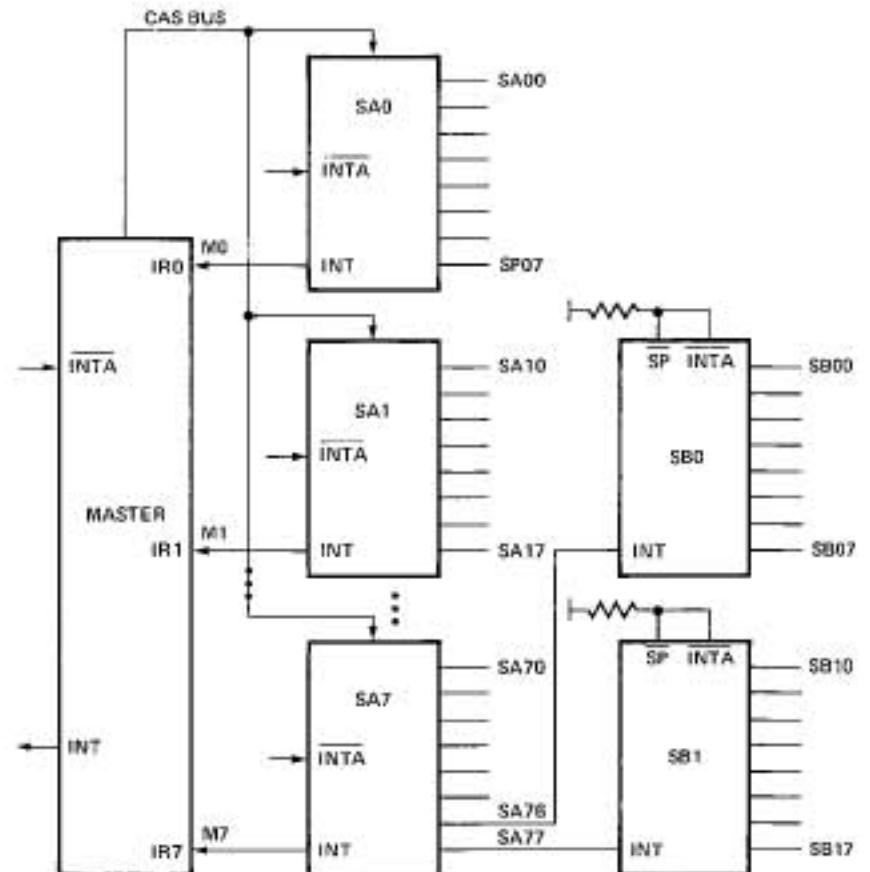 CAS BUS
SA0
SA00
INTA
INT
SP07
M0
IR0
INTA
MASTER
M1
IR1
INT
M7
IR7
SA1
SA10
INTA
INT
SA17
SA7
SA70
INTA
SA76
SA77
INT
SP INTA
SB0
SB00
INT
SB07
SP INTA
SB1
SB10
INT
SB17